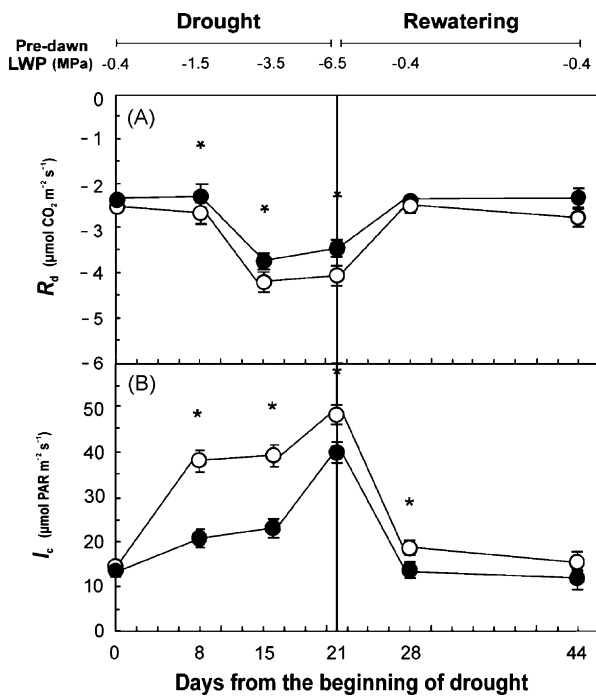 Drought Rewatering
Pre-dawn
LWP (MPa)
-0.4 -1.5 -3.5 -6.5 -0.4 -0.4
(A)
0
- 1
- 2
- 3
- 4
- 5
- 6
Rd (μmol CO2 m−2 s−1)
*
*
*
(B)
50
40
30
20
10
0
Ic (μmol PAR m−2 s−1)
*
*
*
*
0 8 15 21 28 44
Days from the beginning of drought